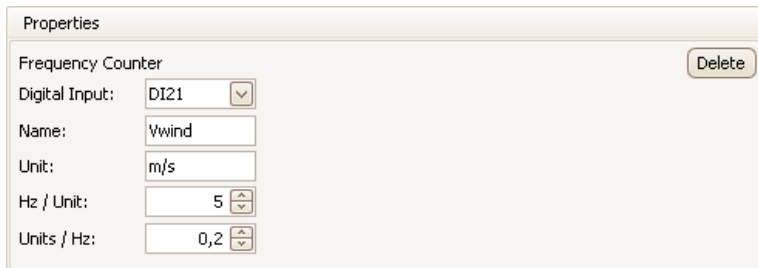 Properties
Frequency Counter Delete
Digital Input: DI21
Name: Vwind
Unit: m/s
Hz / Unit: 5
Units / Hz: 0,2